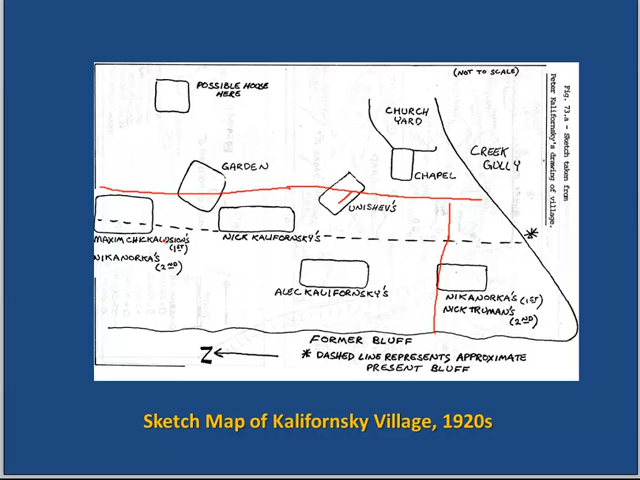 (NOT TO SCALE)
Fig. 73.a - Sketch taken from
Peter Kalifornsky's drawing of village.
POSSIBLE HOUSE
HERE
CHURCH
YARD
CREEK
GULLY
GARDEN
CHAPEL
UNISHEV'S
MAXIM CHICKALUSION'S
(1ST)
NIKANORKA'S
(2ND)
NICK KALIFORNSKY'S
*
ALEC KALIFORNSKY'S
NIKANORKA'S (1ST)
NICK TRUMAN'S
(2ND)
FORMER BLUFF
N
* DASHED LINE REPRESENTS APPROXIMATE
PRESENT BLUFF
Sketch Map of Kalifornsky Village, 1920s